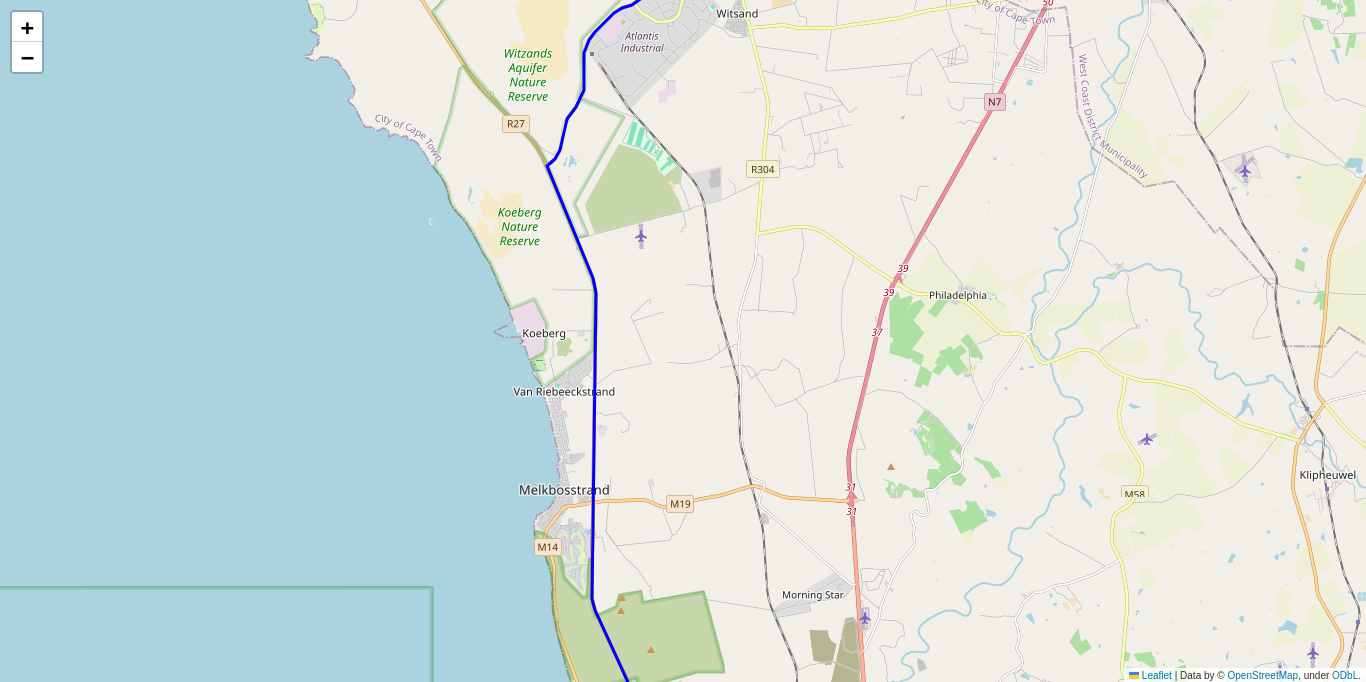 +
−
50
City of Cape Town
Witsand
Atlantis
Industrial
Witzands
Aquifer
Nature
Reserve
West Coast District Municipality
N7
City of Cape Town
R27
R304
Koeberg
Nature
Reserve
39
39
Philadelphia
37
Koeberg
Van Riebeeckstrand
Klipheuwel
31
Melkbosstrand
M58
M19
31
M14
Morning Star
Leaflet | Data by © OpenStreetMap, under ODbL.